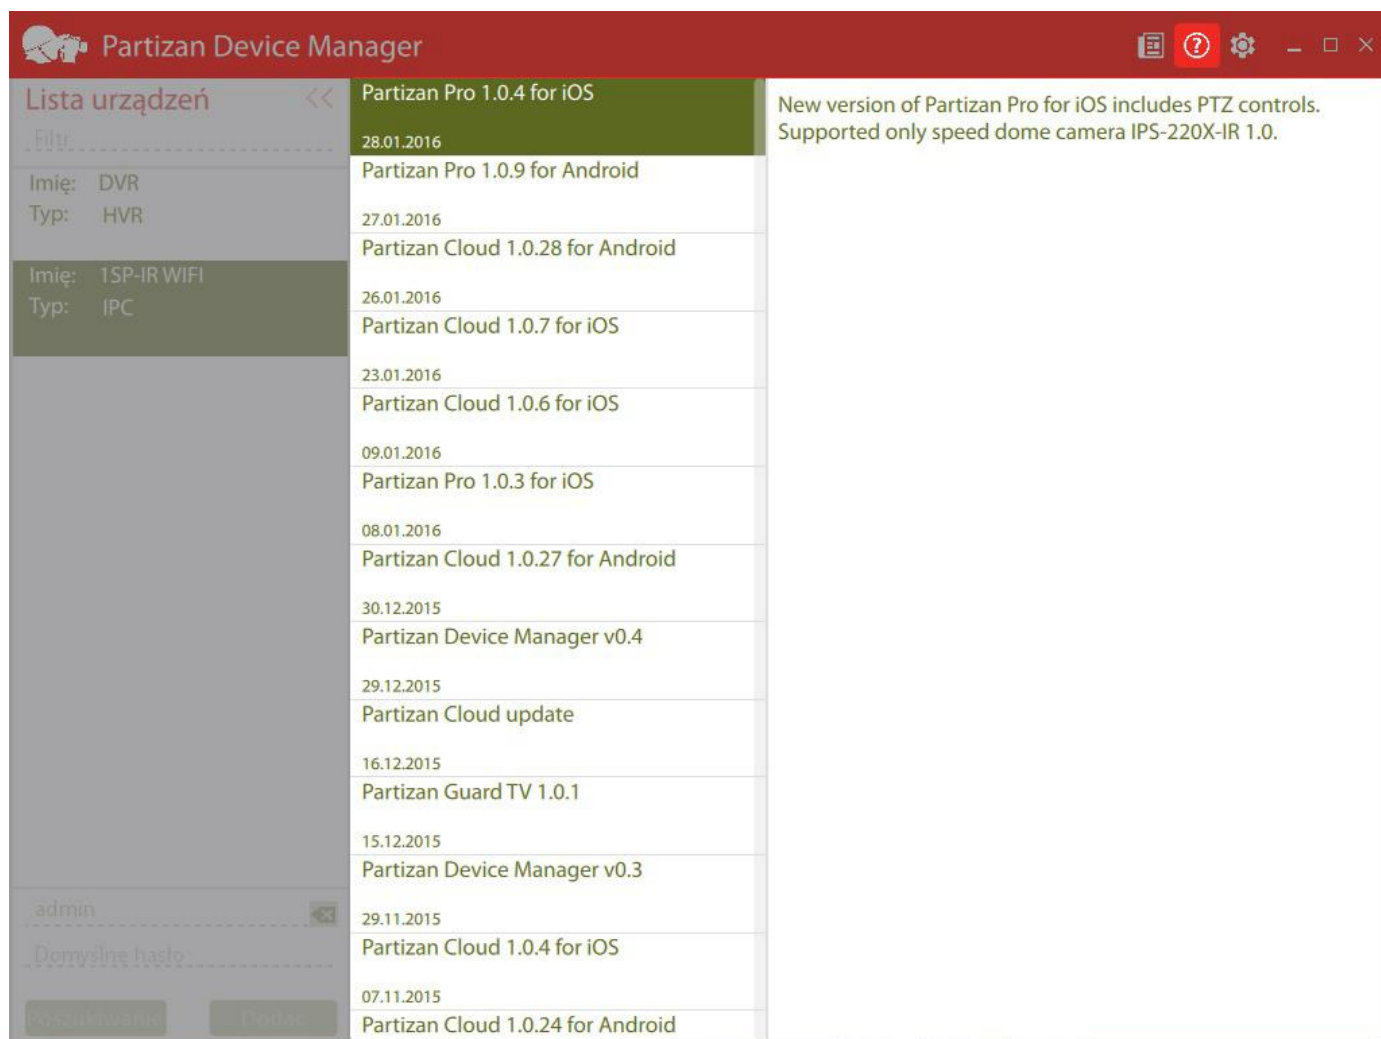 Partizan Device Manager
Lista urządzeń <<
Filtr
Imię: DVR
Typ: HVR
Imię: 1SP-IR WIFI
Typ: IPC
admin
Domyślne hasło
Poszukiwanie Dodać
Partizan Pro 1.0.4 for iOS
28.01.2016
Partizan Pro 1.0.9 for Android
27.01.2016
Partizan Cloud 1.0.28 for Android
26.01.2016
Partizan Cloud 1.0.7 for iOS
23.01.2016
Partizan Cloud 1.0.6 for iOS
09.01.2016
Partizan Pro 1.0.3 for iOS
08.01.2016
Partizan Cloud 1.0.27 for Android
30.12.2015
Partizan Device Manager v0.4
29.12.2015
Partizan Cloud update
16.12.2015
Partizan Guard TV 1.0.1
15.12.2015
Partizan Device Manager v0.3
29.11.2015
Partizan Cloud 1.0.4 for iOS
07.11.2015
Partizan Cloud 1.0.24 for Android
New version of Partizan Pro for iOS includes PTZ controls.
Supported only speed dome camera IPS-220X-IR 1.0.